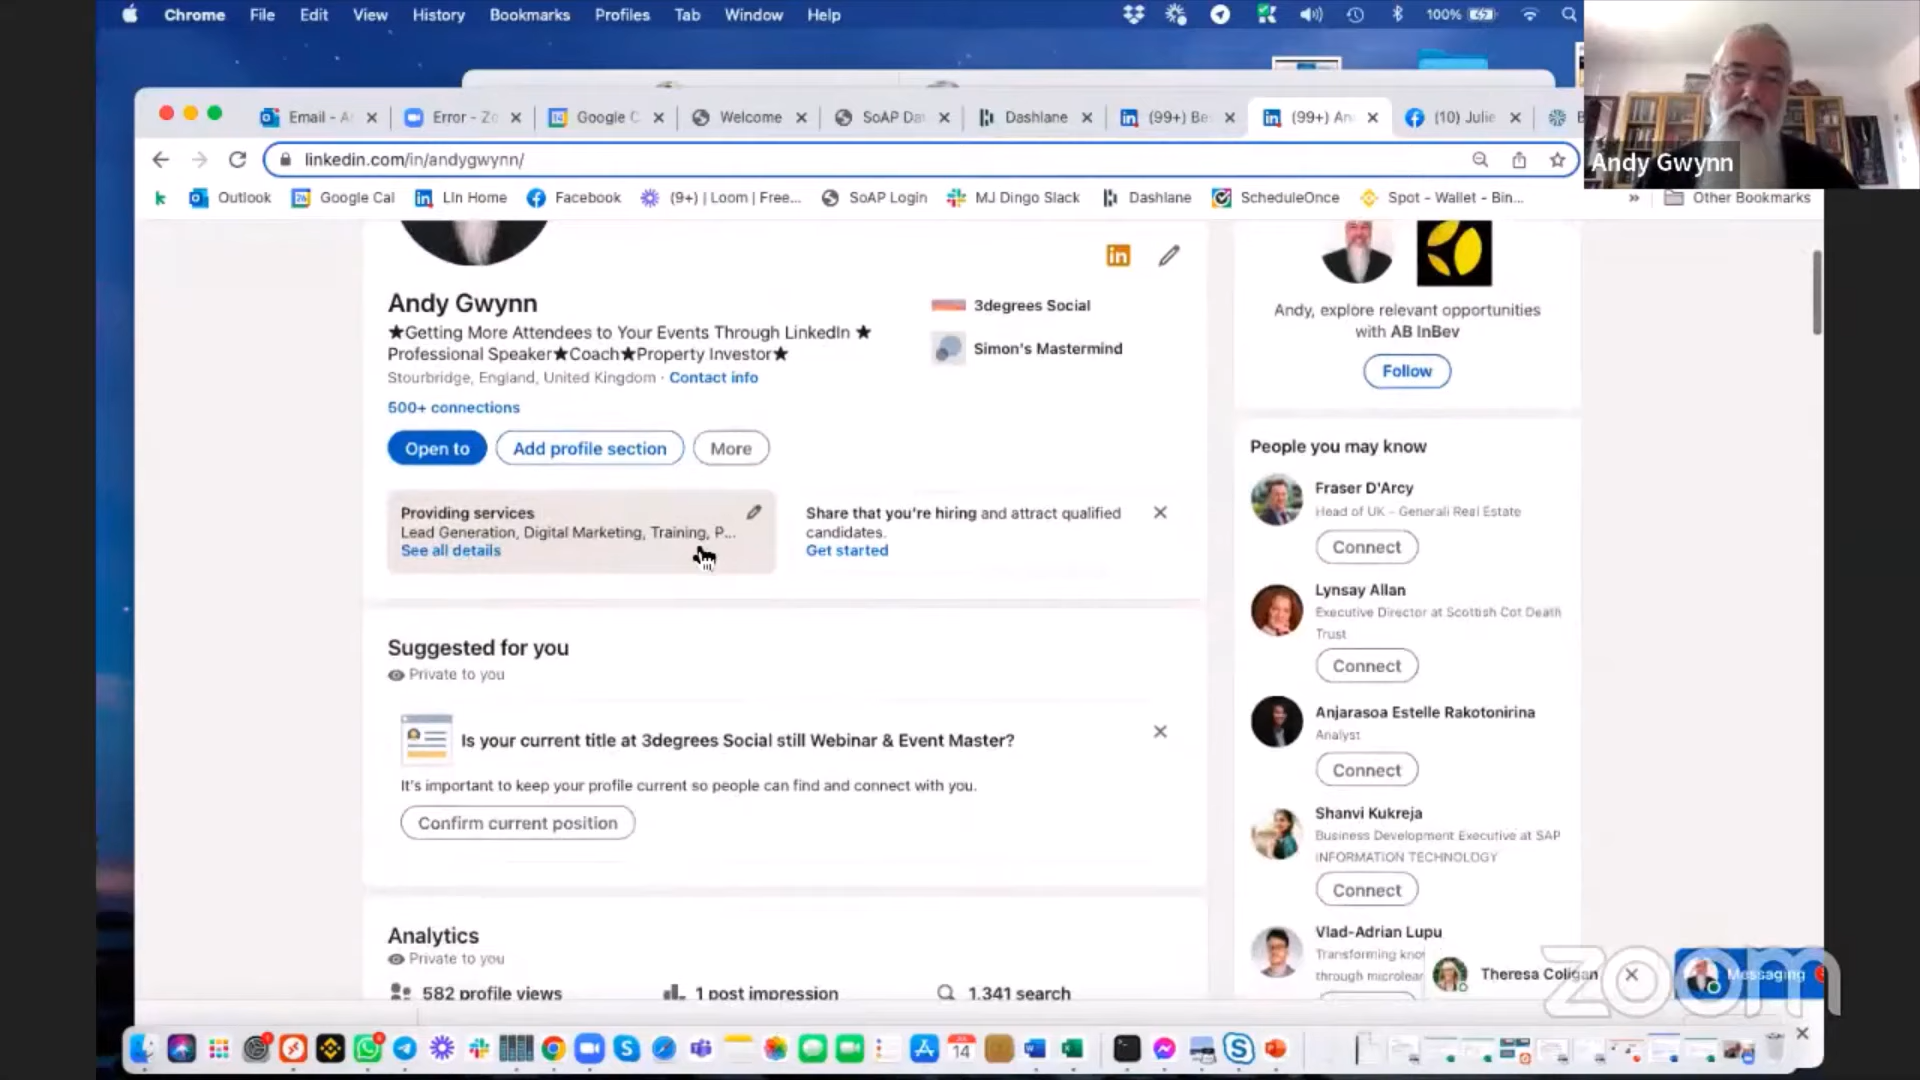 Chrome File Edit View History Bookmarks Profiles Tab Window Help 100%
Email - A Error - Zo Google C Welcome SoAP Da Dashlane (99+) Be (99+) An (10) Julie
linkedin.com/in/andygwynn/
Andy Gwynn
Outlook Google Cal LIn Home Facebook (9+) | Loom | Free... SoAP Login MJ Dingo Slack Dashlane ScheduleOnce Spot - Wallet - Bin... » Other Bookmarks
Andy Gwynn
★Getting More Attendees to Your Events Through LinkedIn ★
Professional Speaker★Coach★Property Investor★
Stourbridge, England, United Kingdom · Contact info
500+ connections
3degrees Social
Simon's Mastermind
Open to Add profile section More
Providing services
Lead Generation, Digital Marketing, Training, P...
See all details
Share that you're hiring and attract qualified
candidates.
Get started
Suggested for you
Private to you
Is your current title at 3degrees Social still Webinar & Event Master?
It's important to keep your profile current so people can find and connect with you.
Confirm current position
Analytics
Private to you
582 profile views 1 post impression 1,341 search
Andy, explore relevant opportunities
with AB InBev
Follow
People you may know
Fraser D'Arcy
Head of UK – Generali Real Estate
Connect
Lynsay Allan
Executive Director at Scottish Cot Death
Trust
Connect
Anjarasoa Estelle Rakotonirina
Analyst
Connect
Shanvi Kukreja
Business Development Executive at SAP
INFORMATION TECHNOLOGY
Connect
Vlad-Adrian Lupu
Transforming kno
through microlear
Theresa Coligan
Messaging
zoom
14